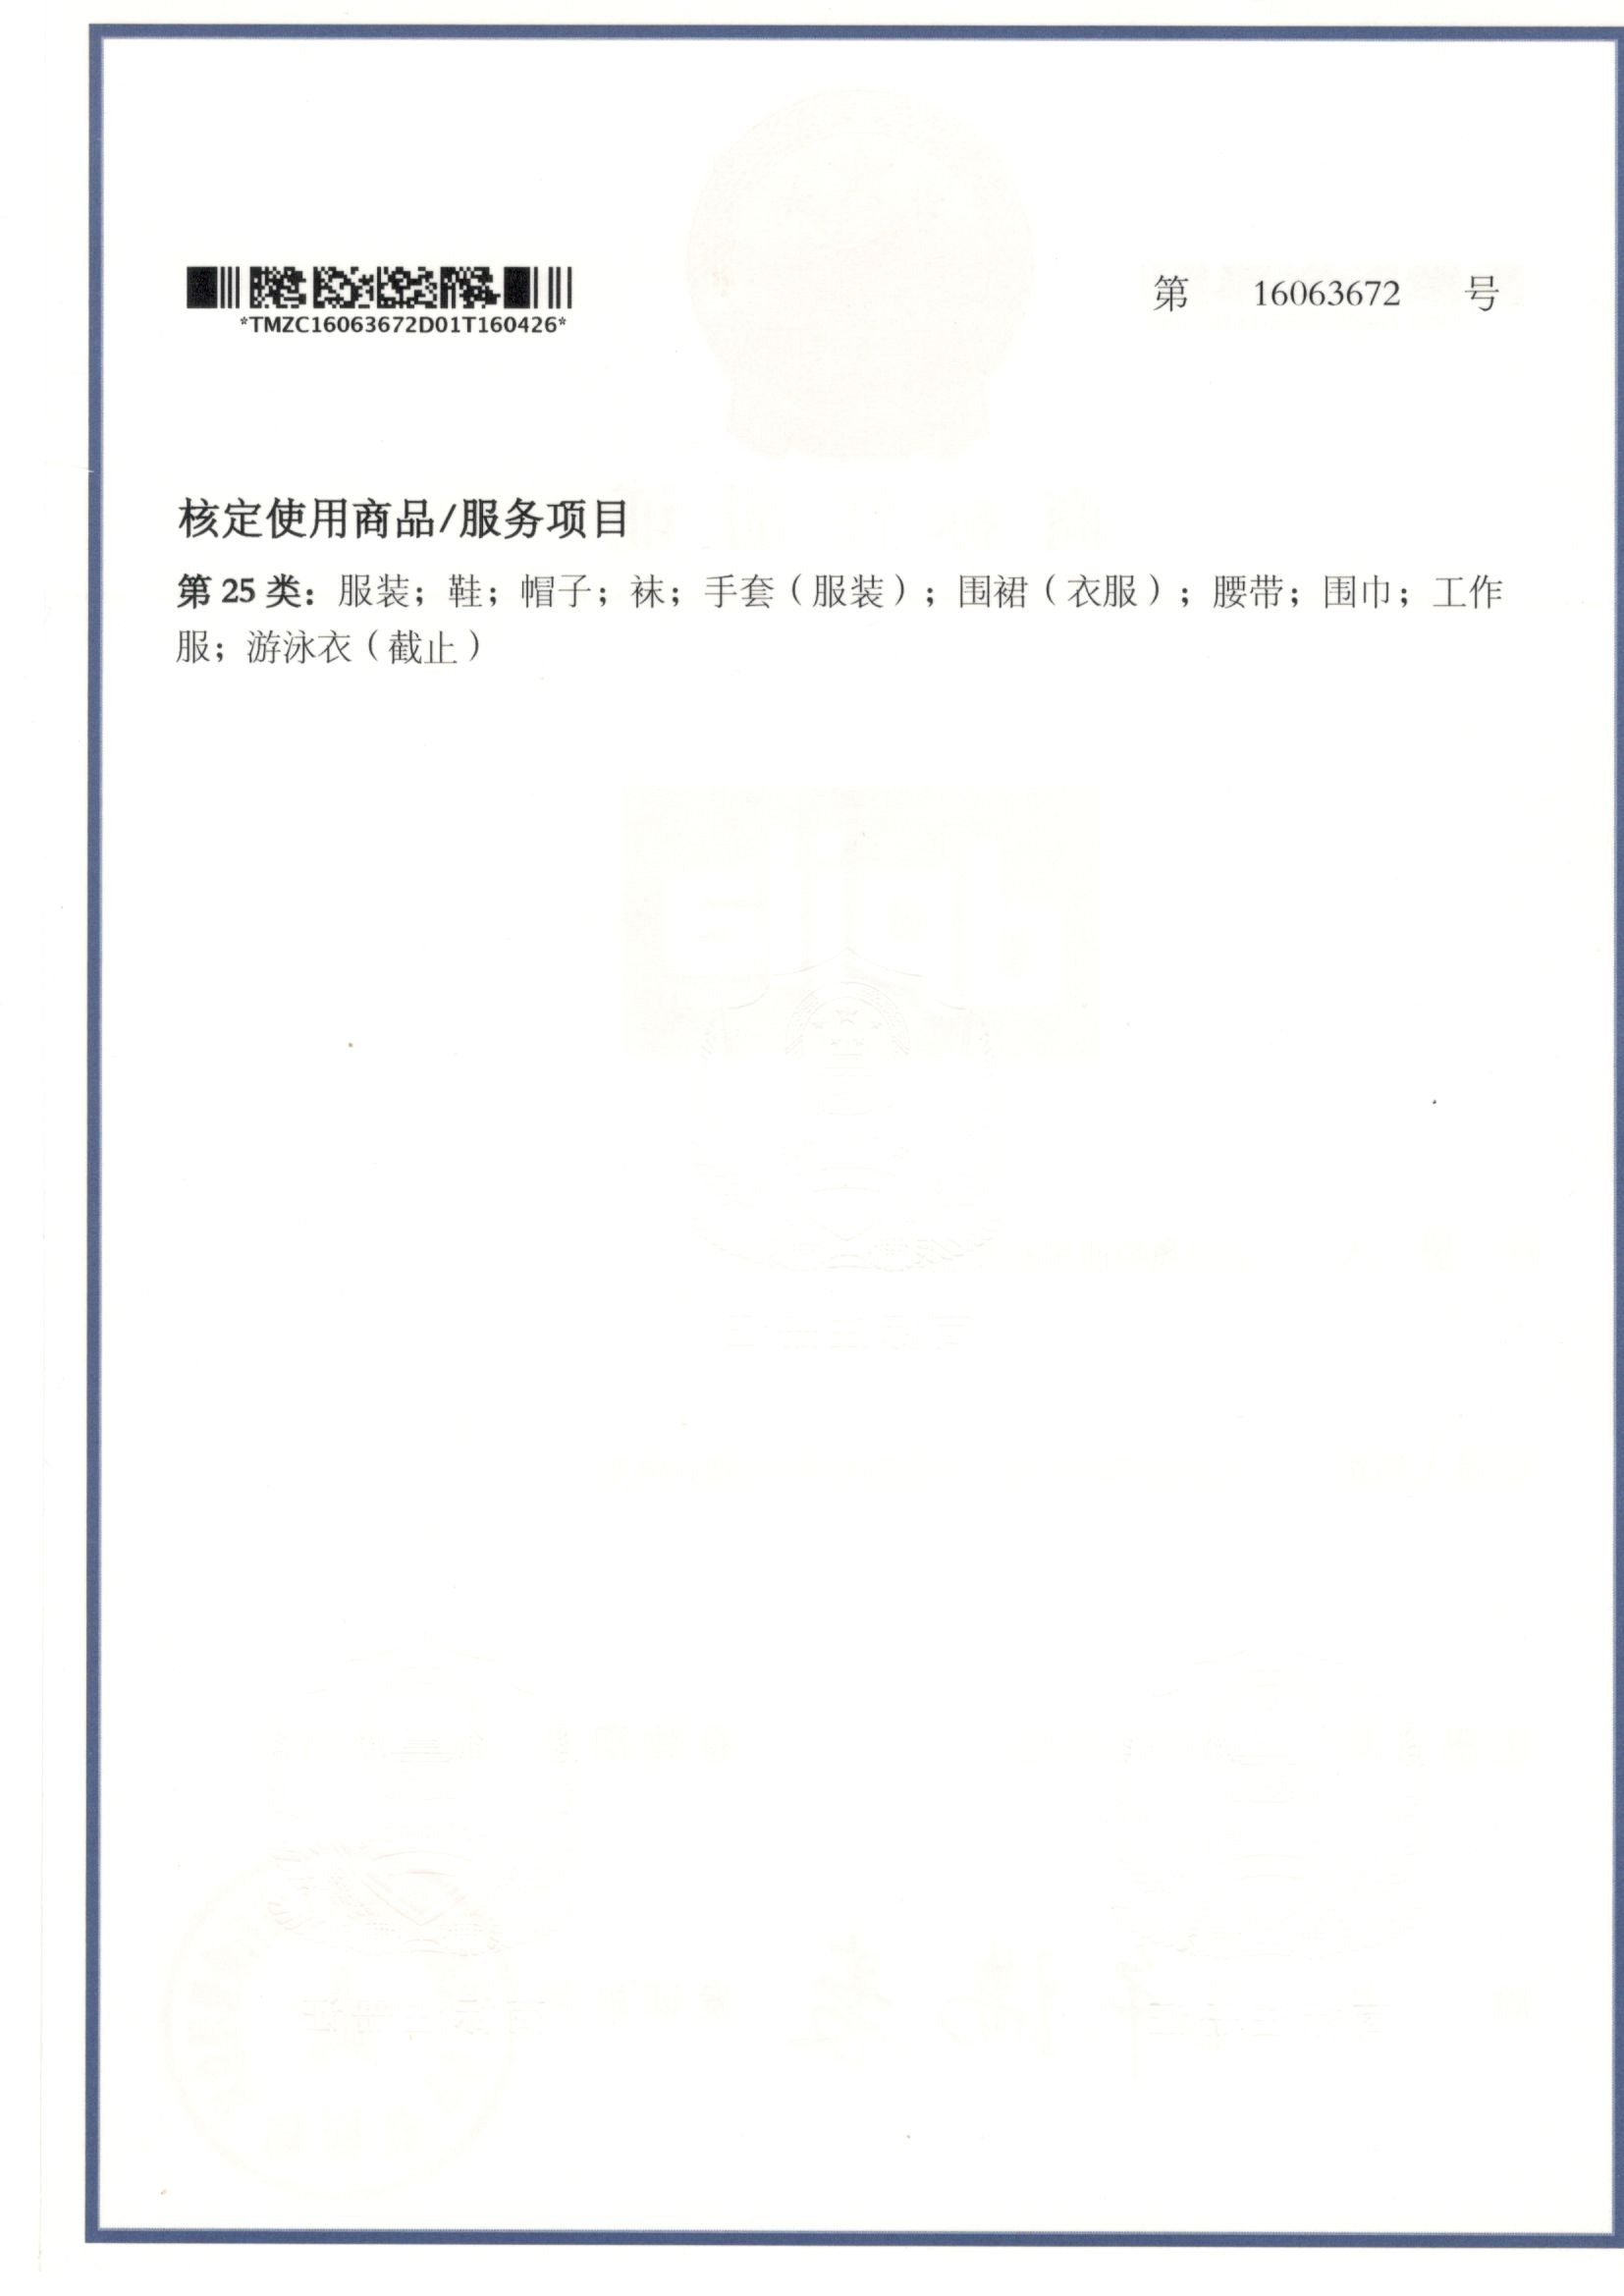 *TMZC16063672D01T160426*
第 16063672 号
核定使用商品/服务项目
第 25 类：服装；鞋；帽子；袜；手套（服装）；围裙（衣服）；腰带；围巾；工作
服；游泳衣（截止）